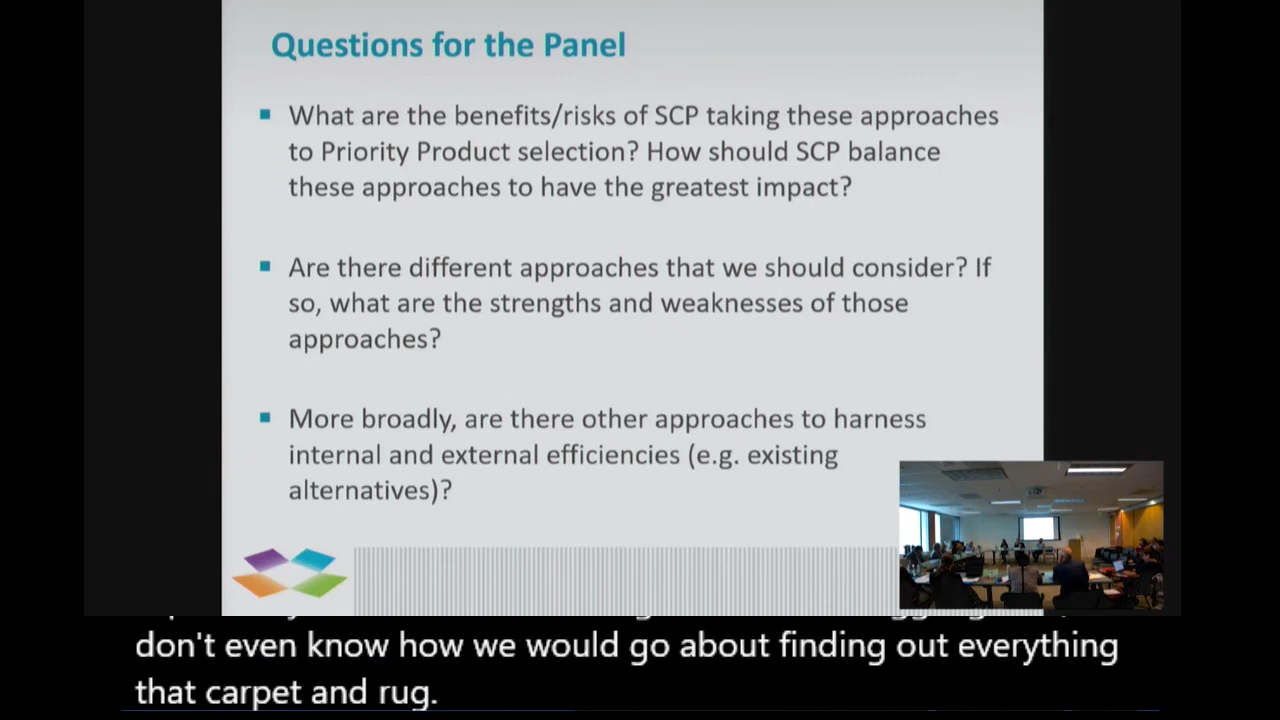 Questions for the Panel
What are the benefits/risks of SCP taking these approaches
to Priority Product selection? How should SCP balance
these approaches to have the greatest impact?
Are there different approaches that we should consider? If
so, what are the strengths and weaknesses of those
approaches?
More broadly, are there other approaches to harness
internal and external efficiencies (e.g. existing
alternatives)?
don't even know how we would go about finding out everything
that carpet and rug.